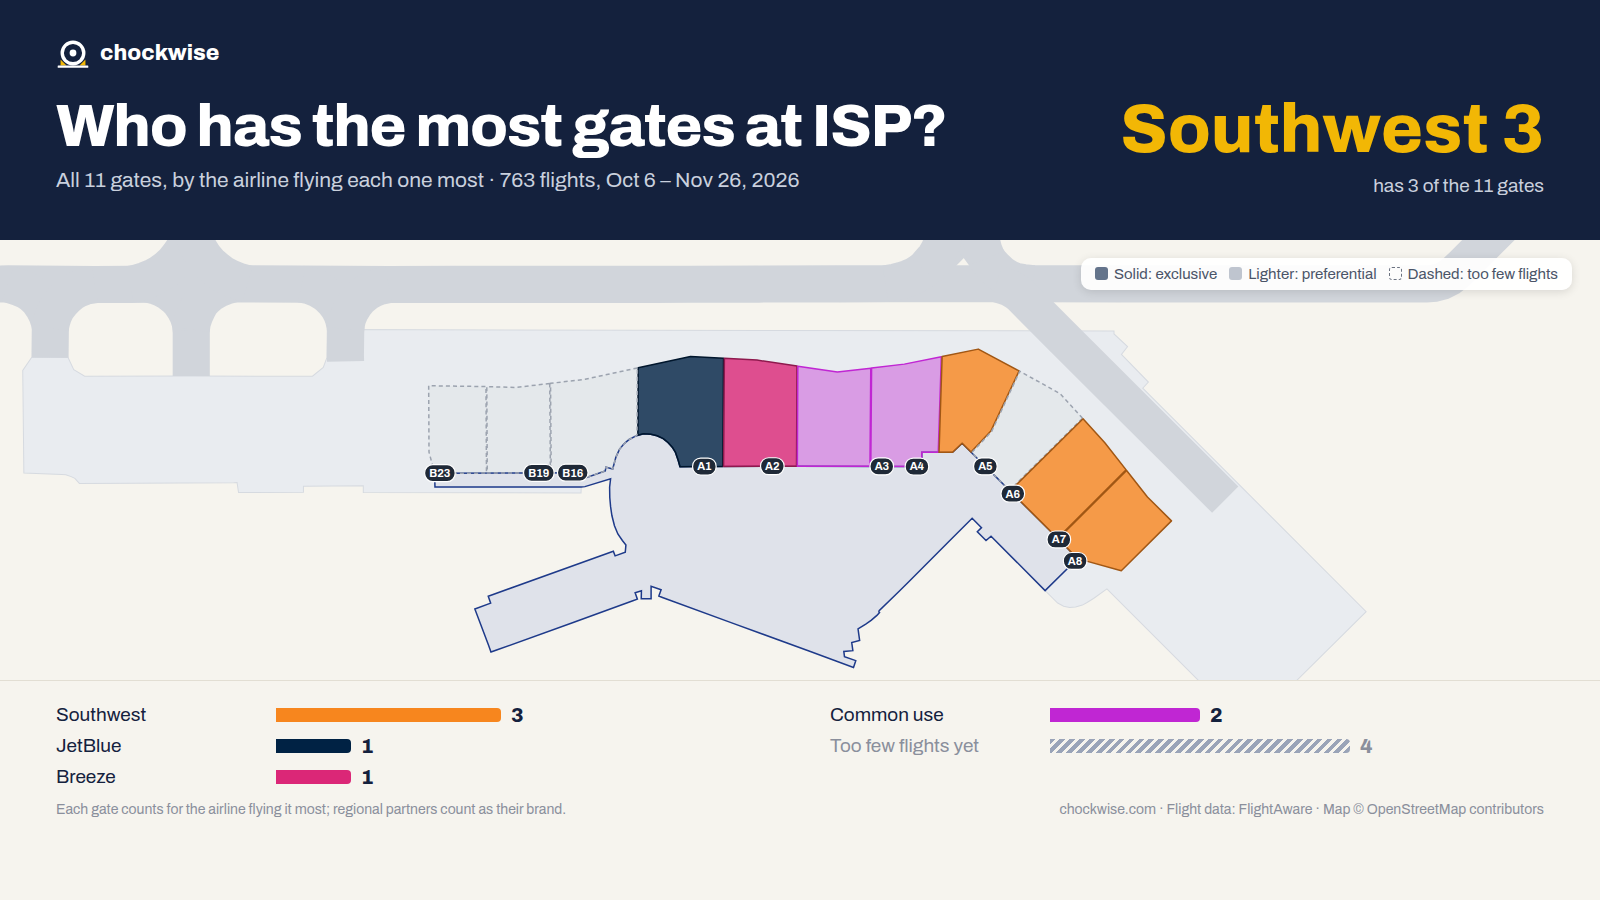 chockwise
Who has the most gates at ISP?
All 11 gates, by the airline flying each one most · 763 flights, Oct 6 – Nov 26, 2026
Southwest 3
has 3 of the 11 gates
Solid: exclusive Lighter: preferential Dashed: too few flights
B23 B19 B16 A1 A2 A3 A4 A5
A6
A7
A8
Southwest 3
JetBlue 1
Breeze 1
Common use 2
Too few flights yet 4
Each gate counts for the airline flying it most; regional partners count as their brand.
chockwise.com · Flight data: FlightAware · Map © OpenStreetMap contributors